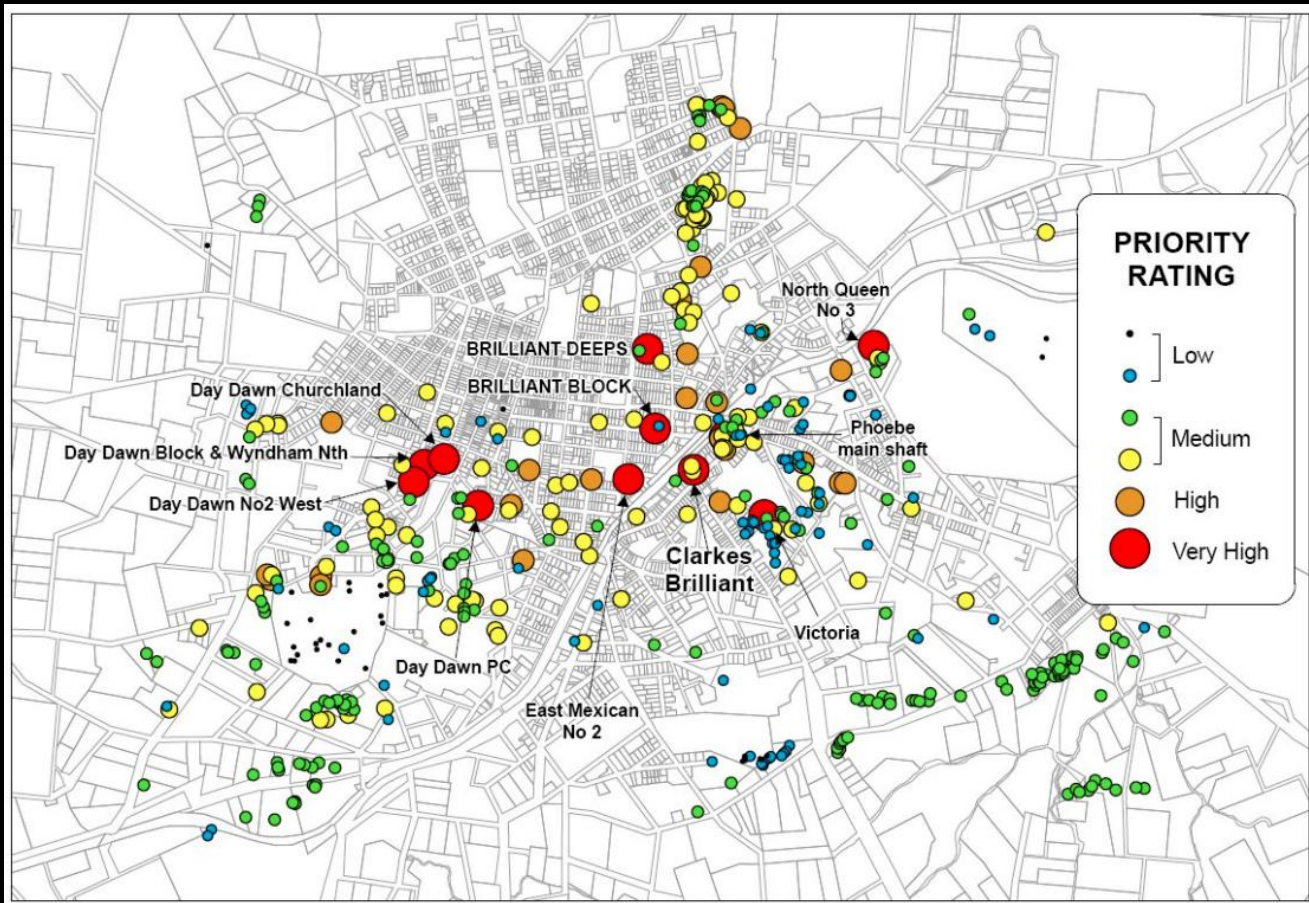 PRIORITY
RATING
Low
Medium
High
Very High
North Queen
No 3
BRILLIANT DEEPS
BRILLIANT BLOCK
Day Dawn Churchland
Phoebe
main shaft
Day Dawn Block & Wyndham Nth
Day Dawn No2 West
Clarkes
Brilliant
Victoria
Day Dawn PC
East Mexican
No 2